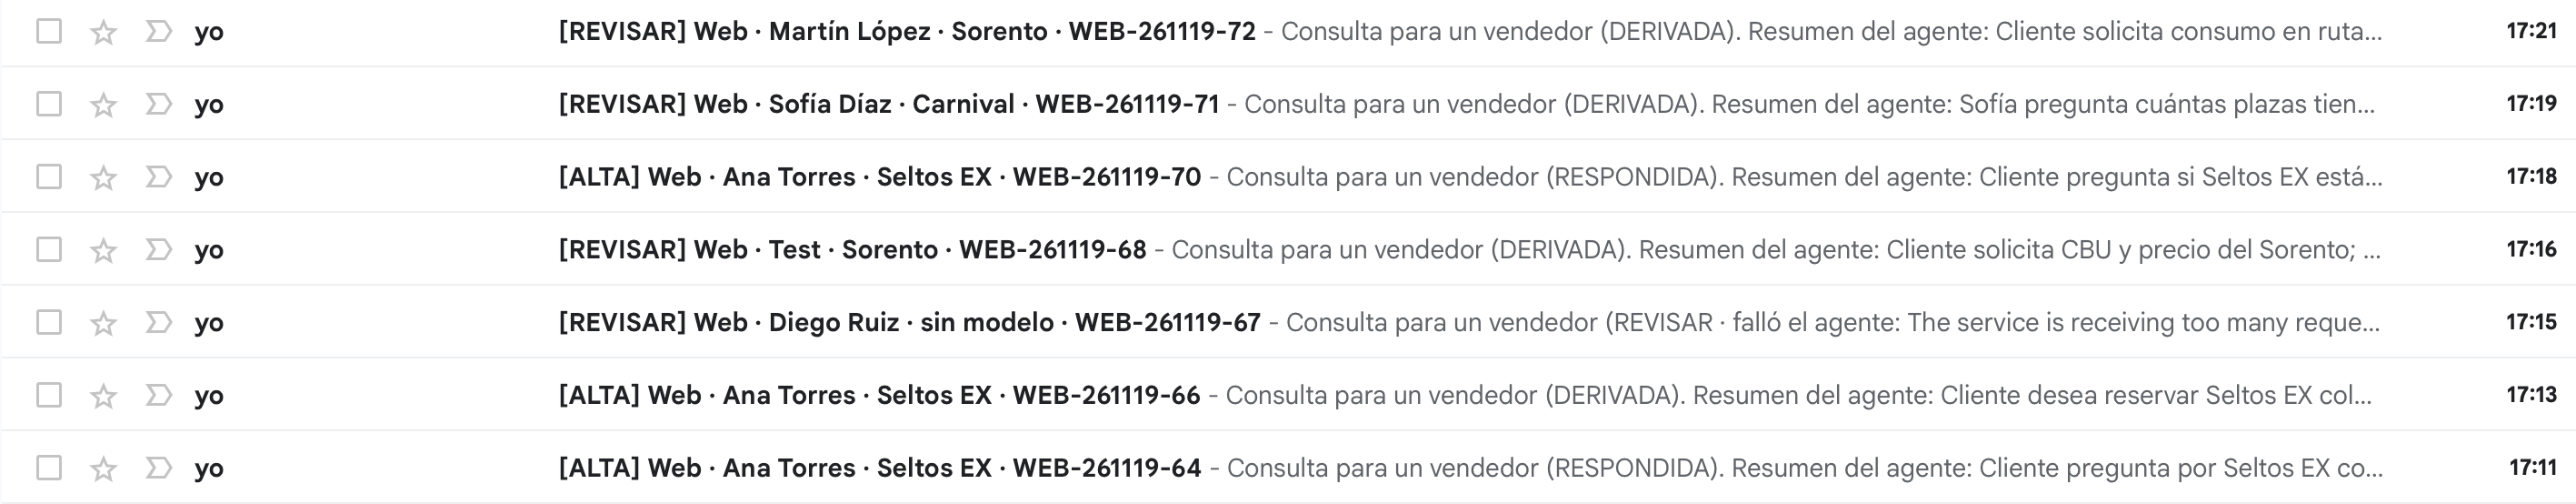 yo [REVISAR] Web · Martín López · Sorento · WEB-261119-72 - Consulta para un vendedor (DERIVADA). Resumen del agente: Cliente solicita consumo en ruta... 17:21
yo [REVISAR] Web · Sofía Díaz · Carnival · WEB-261119-71 - Consulta para un vendedor (DERIVADA). Resumen del agente: Sofía pregunta cuántas plazas tien... 17:19
yo [ALTA] Web · Ana Torres · Seltos EX · WEB-261119-70 - Consulta para un vendedor (RESPONDIDA). Resumen del agente: Cliente pregunta si Seltos EX está... 17:18
yo [REVISAR] Web · Test · Sorento · WEB-261119-68 - Consulta para un vendedor (DERIVADA). Resumen del agente: Cliente solicita CBU y precio del Sorento; ... 17:16
yo [REVISAR] Web · Diego Ruiz · sin modelo · WEB-261119-67 - Consulta para un vendedor (REVISAR · falló el agente: The service is receiving too many reque... 17:15
yo [ALTA] Web · Ana Torres · Seltos EX · WEB-261119-66 - Consulta para un vendedor (DERIVADA). Resumen del agente: Cliente desea reservar Seltos EX col... 17:13
yo [ALTA] Web · Ana Torres · Seltos EX · WEB-261119-64 - Consulta para un vendedor (RESPONDIDA). Resumen del agente: Cliente pregunta por Seltos EX co... 17:11